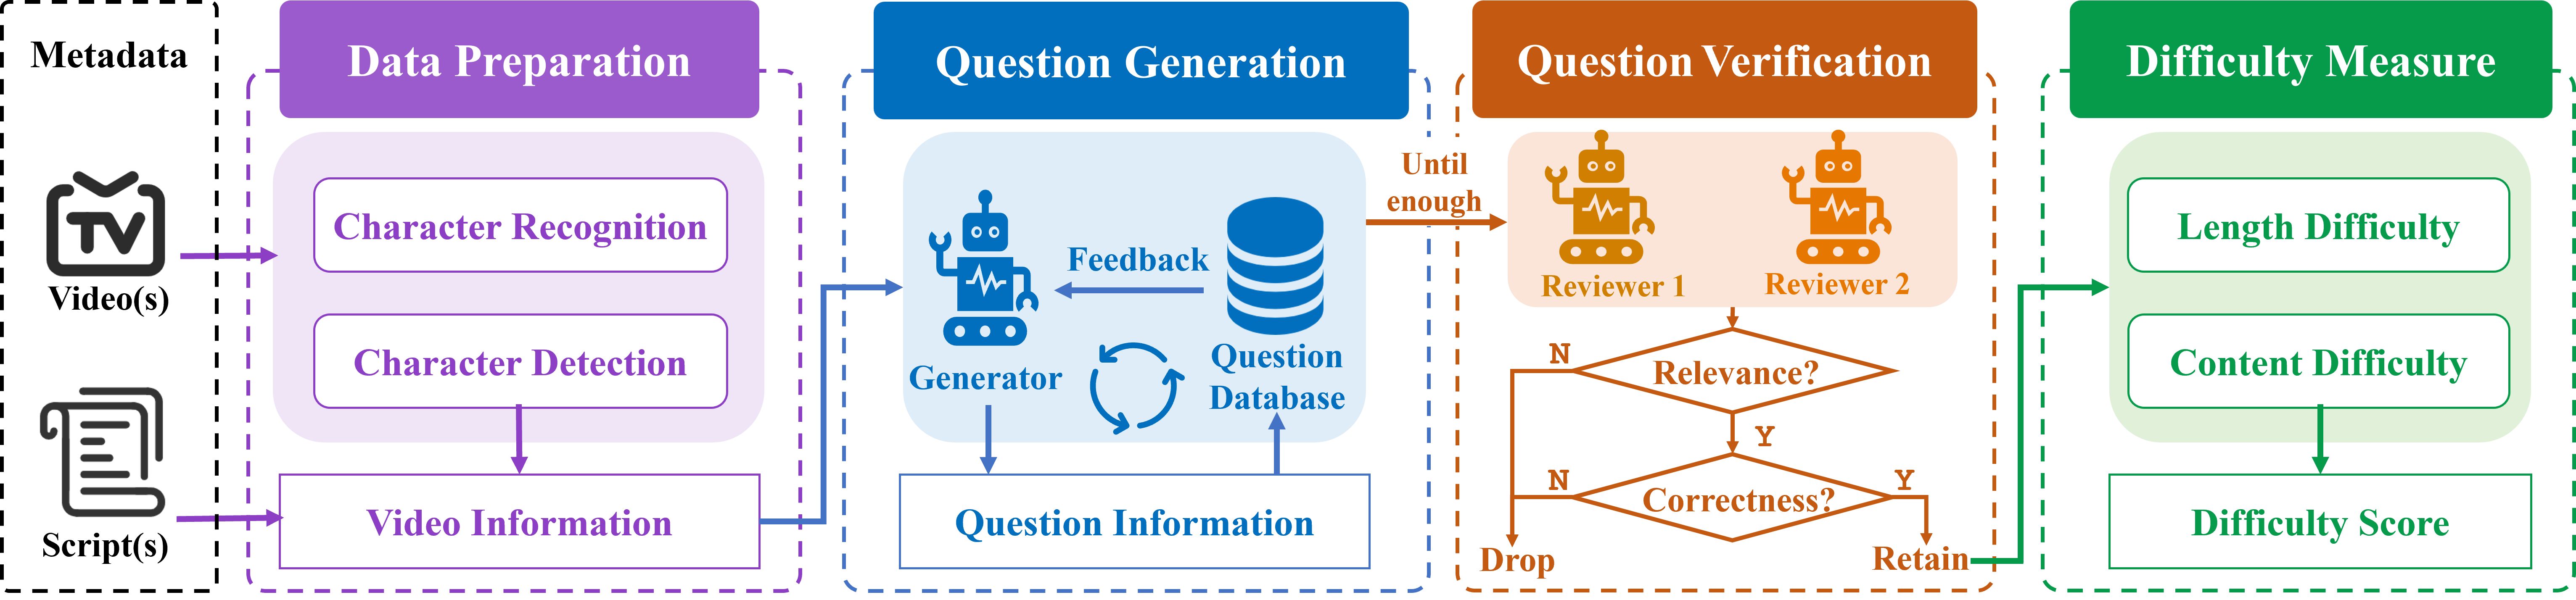 Metadata
TV
Video(s)
Script(s)
Data Preparation
Character Recognition
Character Detection
Video Information
Question Generation
Feedback
Generator
Question
Database
Question Information
Until
enough
Question Verification
Reviewer 1
Reviewer 2
N
Relevance?
Y
N
Correctness?
Y
Drop
Retain
Difficulty Measure
Length Difficulty
Content Difficulty
Difficulty Score